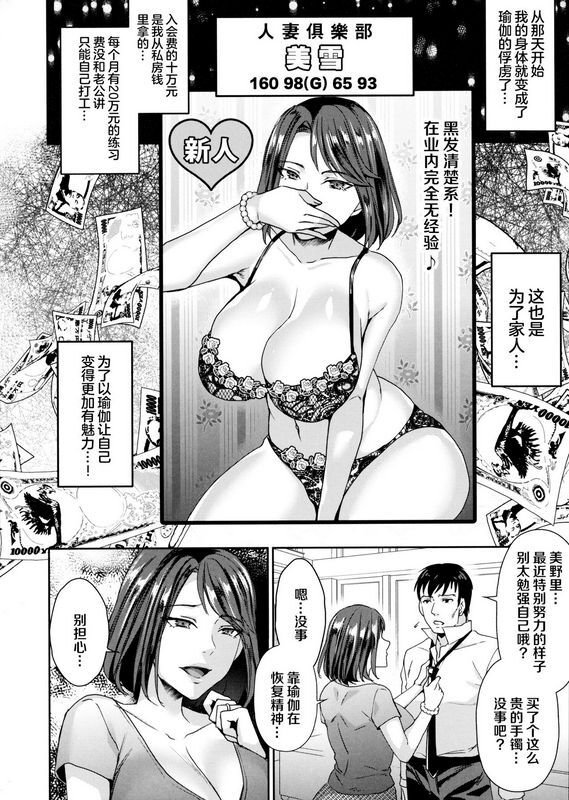 从那天开始
我的身体就变成了
瑜伽的俘虏了…
人妻俱樂部
美雪
160 98(G) 65 93
入会费的十万元
是我从私房钱
里拿的…
每个月有20万元的练习
费没和老公讲
只能自己打工…
新人
黑发清楚系！
在业内完全无经验♪
这也是
为了家人…
为了以瑜伽让自己
变得更加有魅力…！
10000
10000
10000
美野里…
最近特别努力的样子
别太勉强自己哦？
买了个这么
贵的手镯
没事吧？
嗯…没事
靠瑜伽在
恢复精神…
别担心…